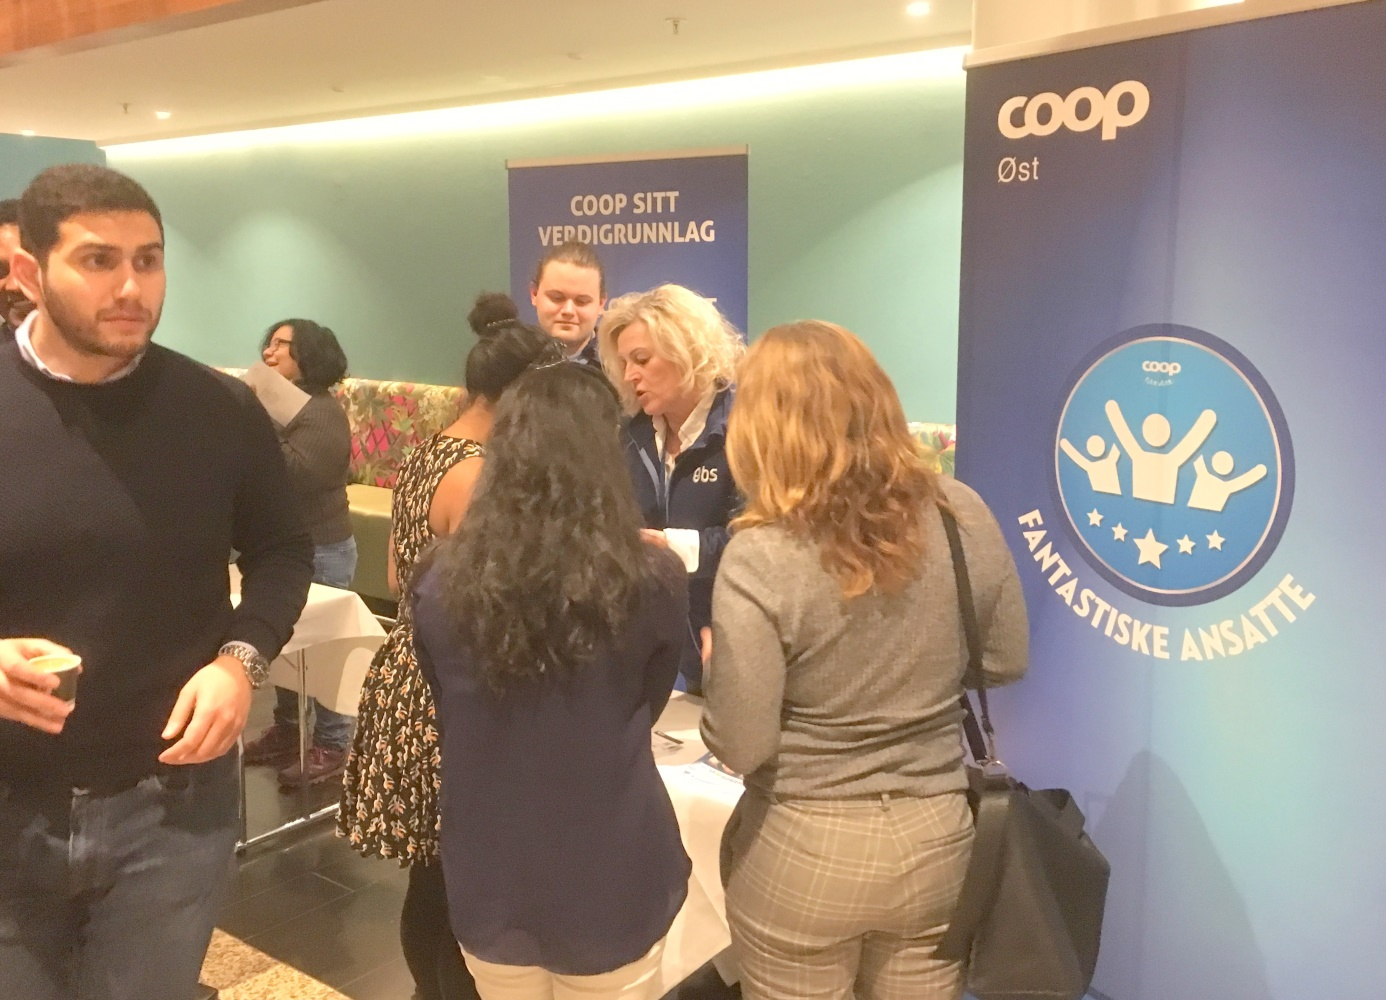 coop
Øst
COOP SITT
VERDIGRUNNLAG
Obs
coop
FANTASTISKE ANSATTE